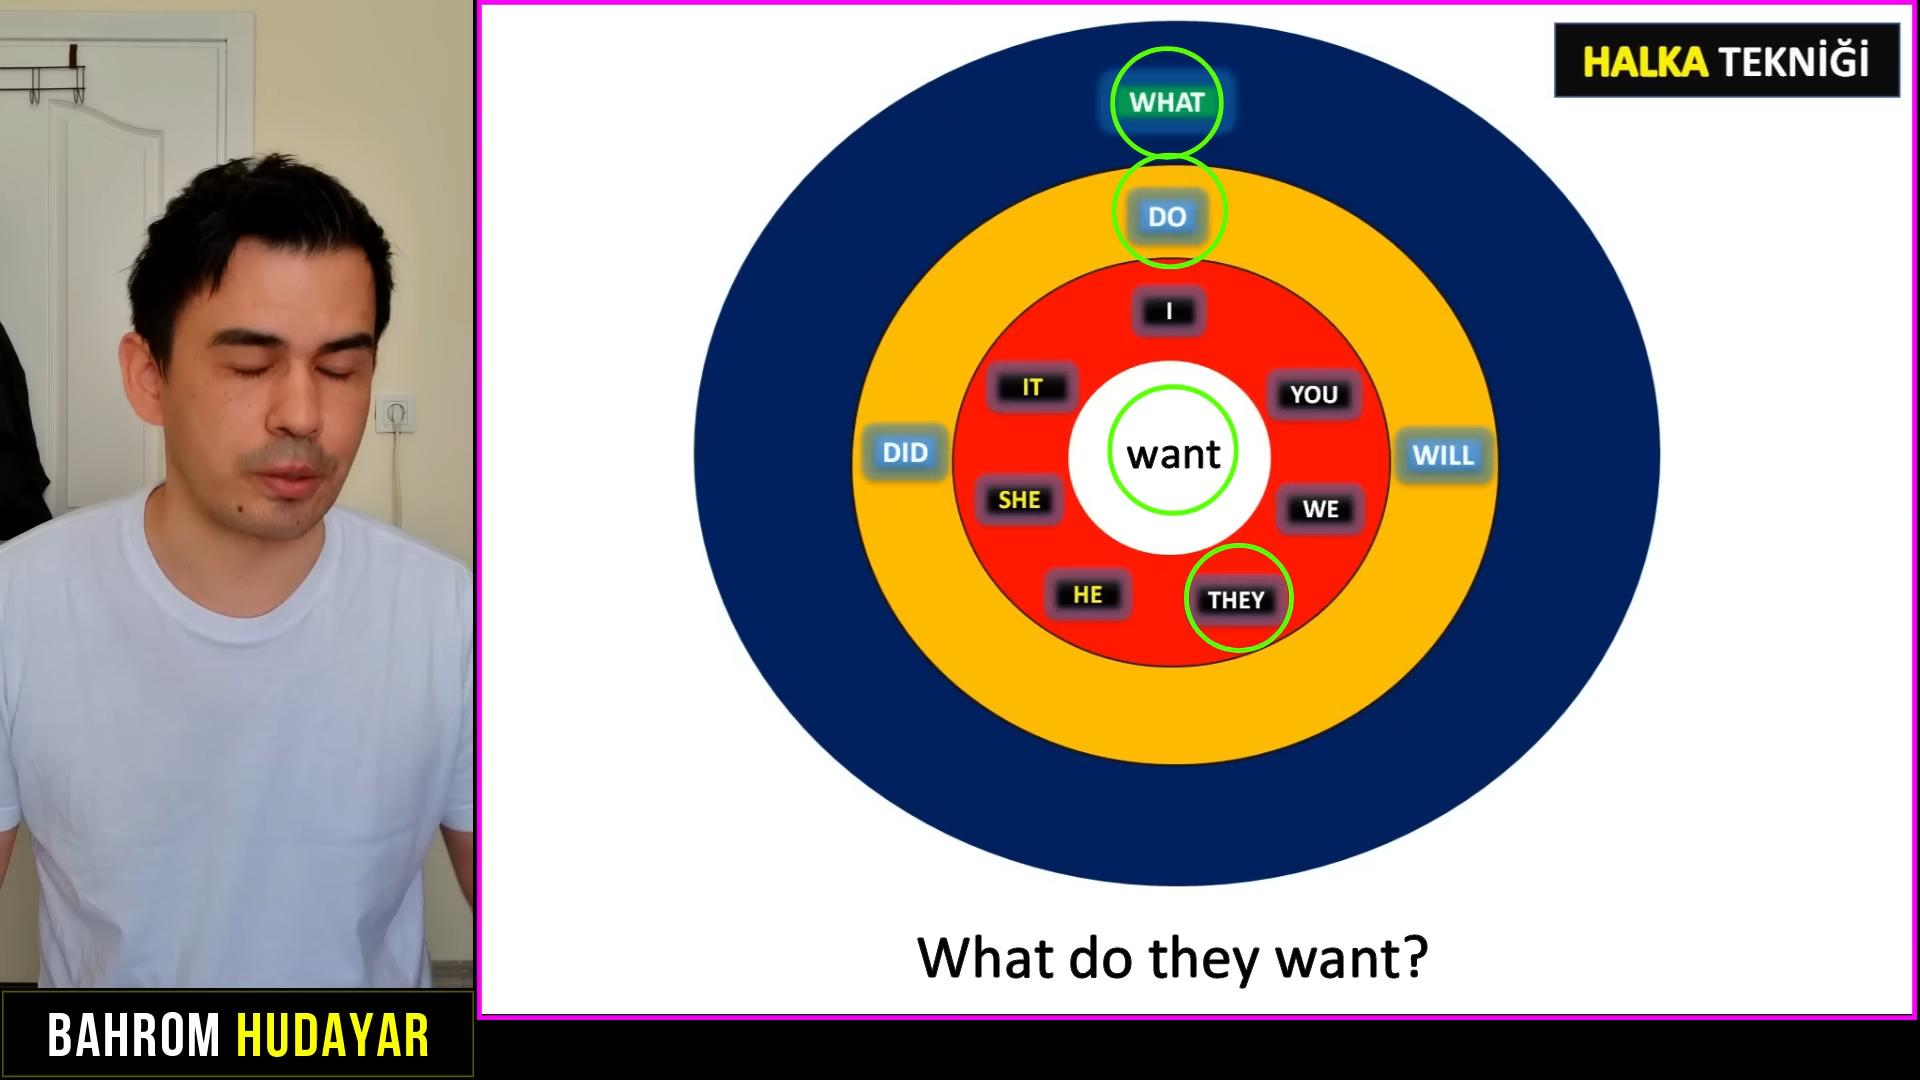 HALKA TEKNİĞİ
WHAT
DO
I
IT
YOU
DID
want
WILL
SHE
WE
HE
THEY
What do they want?
BAHROM HUDAYAR